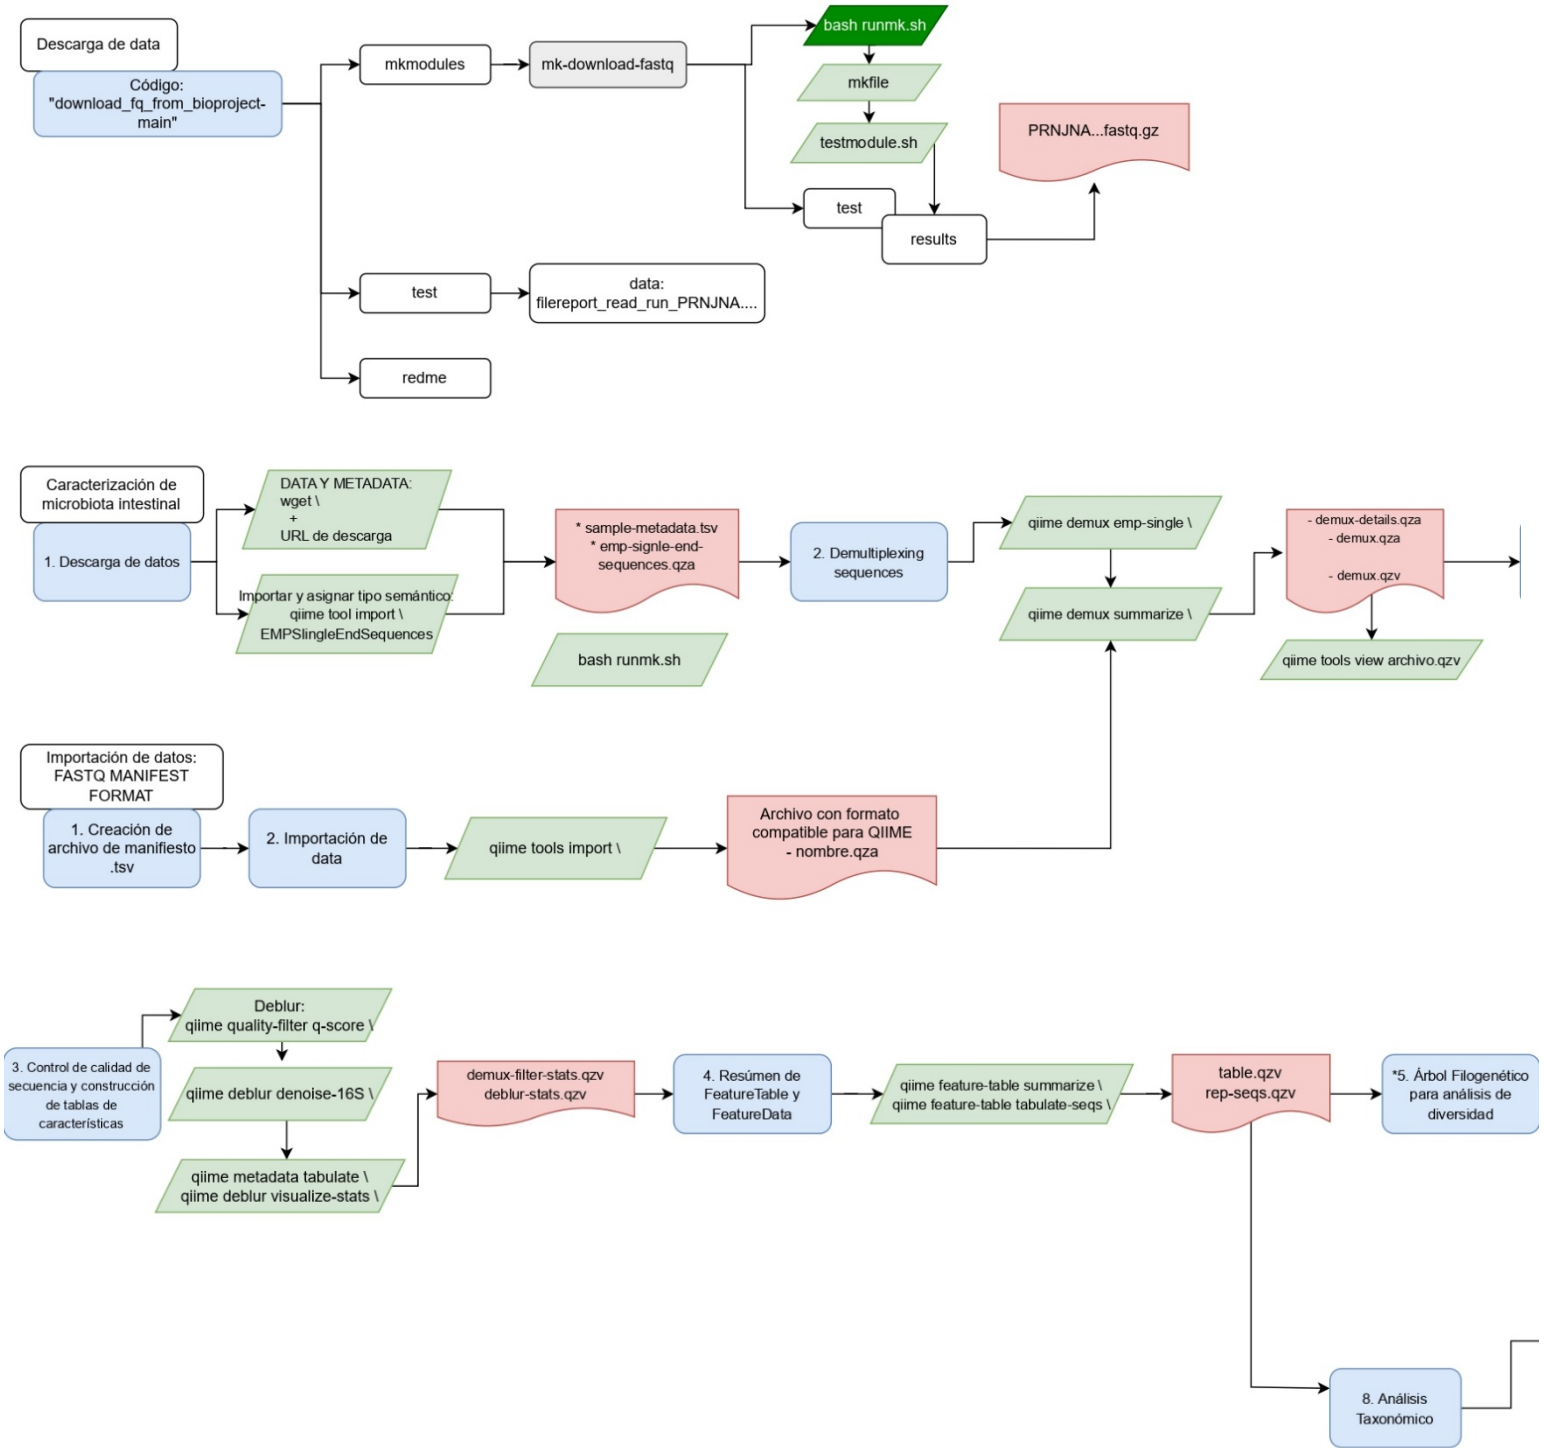 Descarga de data
Código:
"download_fq_from_bioproject-
main"
mkmodules
mk-download-fastq
bash runmk.sh
mkfile
testmodule.sh
test
results
PRNJNA...fastq.gz
test
data:
filereport_read_run_PRNJNA....
redme
Caracterización de
microbiota intestinal
1. Descarga de datos
DATA Y METADATA:
wget \
+
URL de descarga
Importar y asignar tipo semántico:
qiime tool import \
EMPSIingleEndSequences
* sample-metadata.tsv
* emp-signle-end-
sequences.qza
bash runmk.sh
2. Demultiplexing
sequences
qiime demux emp-single \
qiime demux summarize \
- demux-details.qza
- demux.qza
- demux.qzv
qiime tools view archivo.qzv
Importación de datos:
FASTQ MANIFEST
FORMAT
1. Creación de
archivo de manifiesto
.tsv
2. Importación de
data
qiime tools import \
Archivo con formato
compatible para QIIME
- nombre.qza
3. Control de calidad de
secuencia y construcción
de tablas de
características
Deblur:
qiime quality-filter q-score \
qiime deblur denoise-16S \
qiime metadata tabulate \
qiime deblur visualize-stats \
demux-filter-stats.qzv
deblur-stats.qzv
4. Resúmen de
FeatureTable y
FeatureData
qiime feature-table summarize \
qiime feature-table tabulate-seqs \
table.qzv
rep-seqs.qzv
*5. Árbol Filogenético
para análisis de
diversidad
8. Análisis
Taxonómico